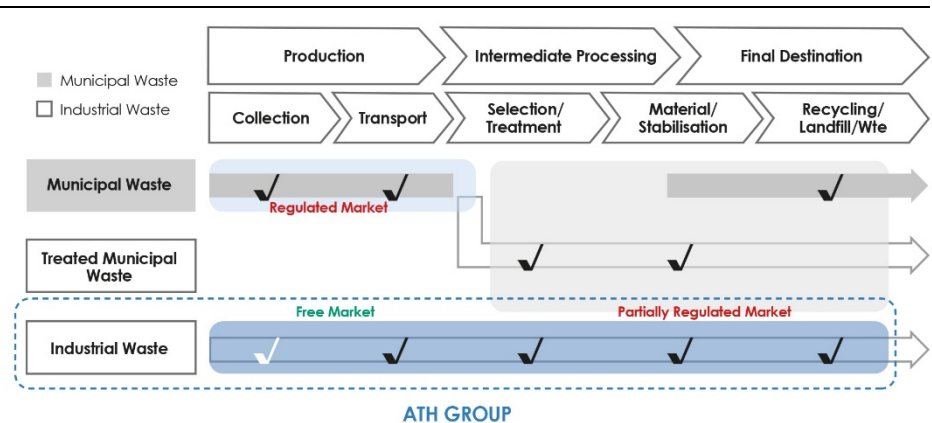 Production
Intermediate Processing
Final Destination
Municipal Waste
Industrial Waste
Collection
Transport
Selection/
Treatment
Material/
Stabilisation
Recycling/
Landfill/Wte
Municipal Waste
Regulated Market
Treated Municipal
Waste
Free Market
Partially Regulated Market
Industrial Waste
ATH GROUP